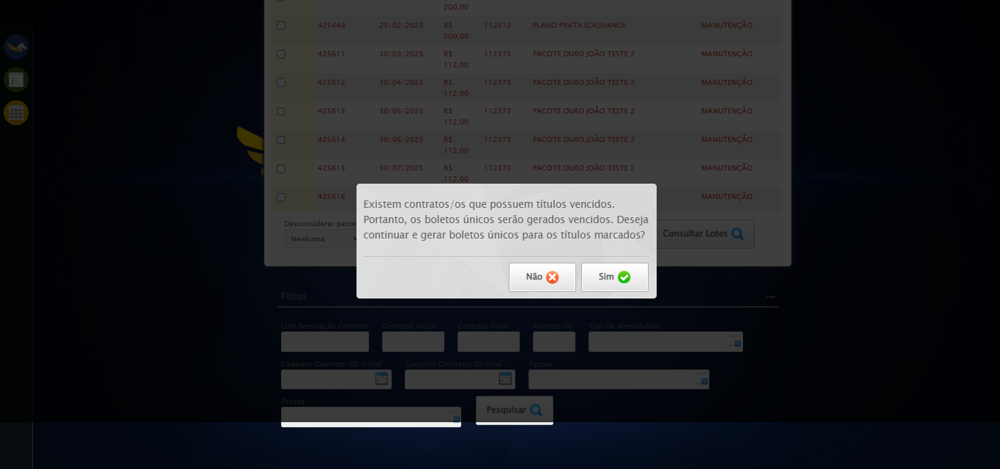 200,00
425448 25/02/2025 R$ 200,00 112512 PLANO PRATA (CASSIANO) MANUTENÇÃO
425611 30/03/2025 R$ 112,00 112373 PACOTE OURO JOÃO TESTE 2 MANUTENÇÃO
425612 30/04/2025 R$ 112,00 112373 PACOTE OURO JOÃO TESTE 2 MANUTENÇÃO
425613 30/05/2025 R$ 112,00 112373 PACOTE OURO JOÃO TESTE 2 MANUTENÇÃO
425614 30/06/2025 R$ 112,00 112373 PACOTE OURO JOÃO TESTE 2 MANUTENÇÃO
425615 30/07/2025 R$ 112,00 112373 PACOTE OURO JOÃO TESTE 2 MANUTENÇÃO
425616 MANUTENÇÃO
Existem contratos/os que possuem títulos vencidos.
Portanto, os boletos únicos serão gerados vencidos. Deseja
continuar e gerar boletos únicos para os títulos marcados?
Não Sim
Desconsiderar parce
Nenhuma
Consultar Lotes
Filtros
Lote Renovação Contrato Contrato Inicial Contrato Final Número OS Tipo de Mensalidade
Cadastro Contrato/OS Inicial Cadastro Contrato/OS Final Pacote
Pessoa
Pesquisar